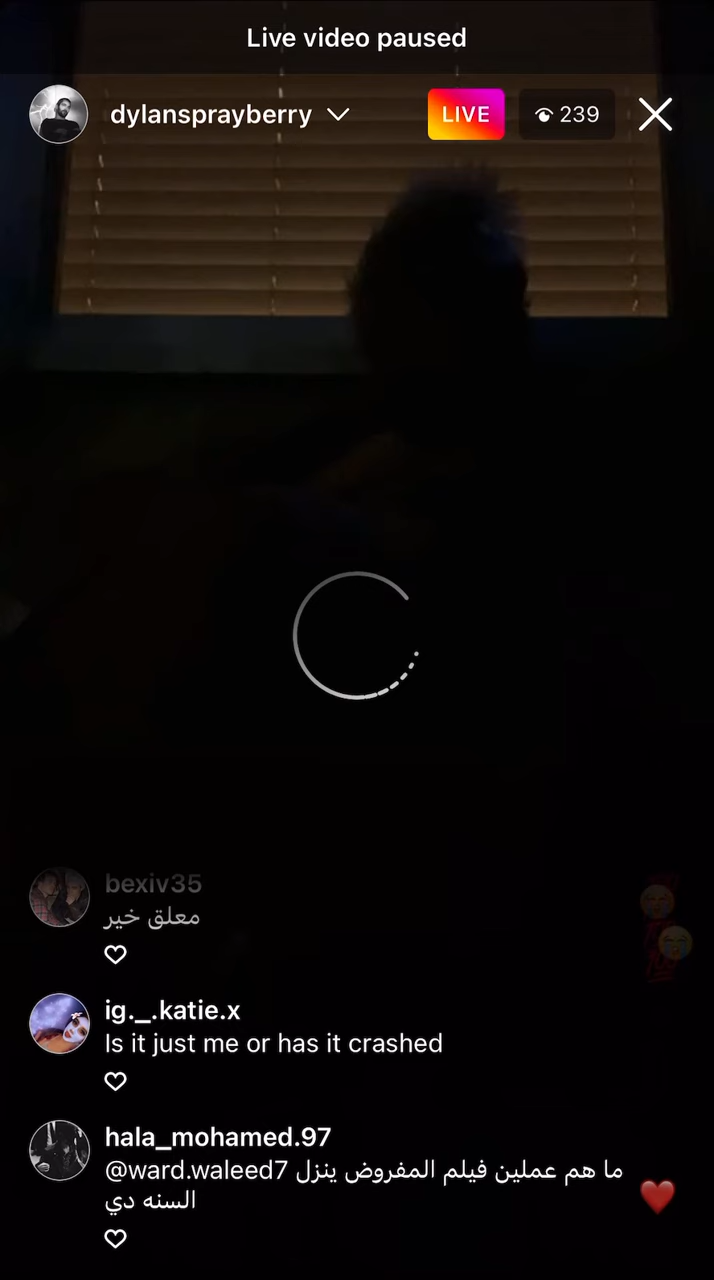 Live video paused
dylansprayberry
LIVE
239
bexiv35
معلق خير
ig._.katie.x
Is it just me or has it crashed
hala_mohamed.97
@ward.waleed7 ما هم عملين فيلم المفروض ينزل
السنه دي